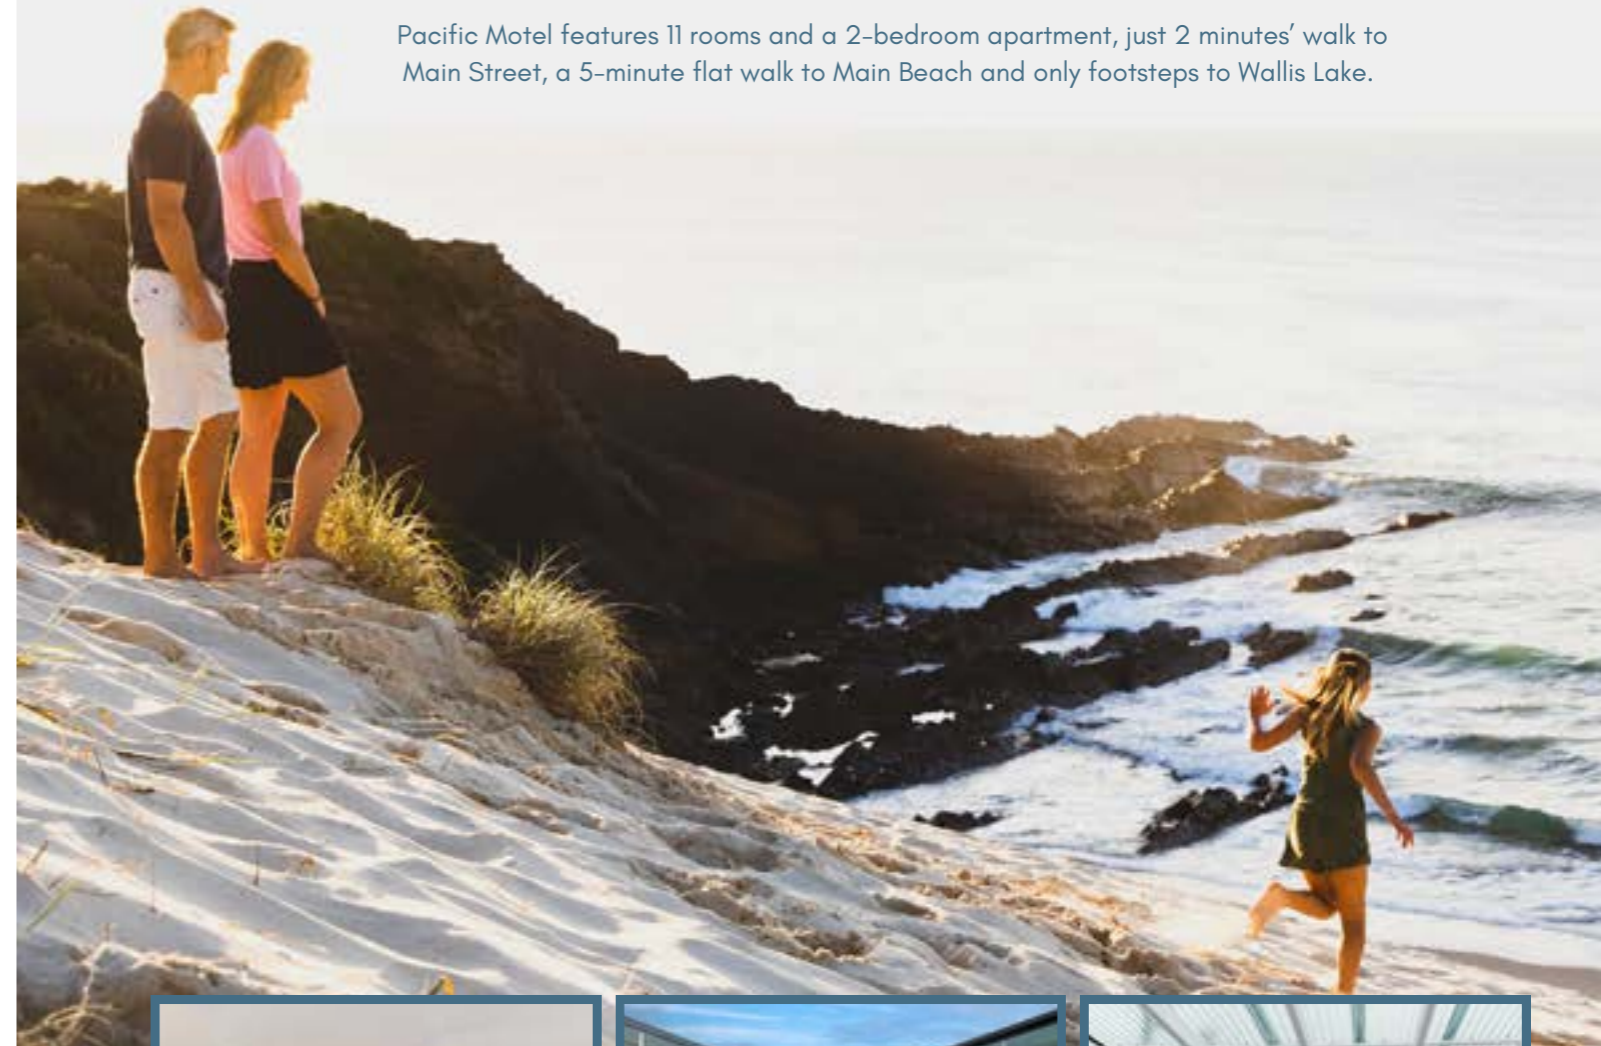 Pacific Motel features 11 rooms and a 2-bedroom apartment, just 2 minutes’ walk to
Main Street, a 5-minute flat walk to Main Beach and only footsteps to Wallis Lake.